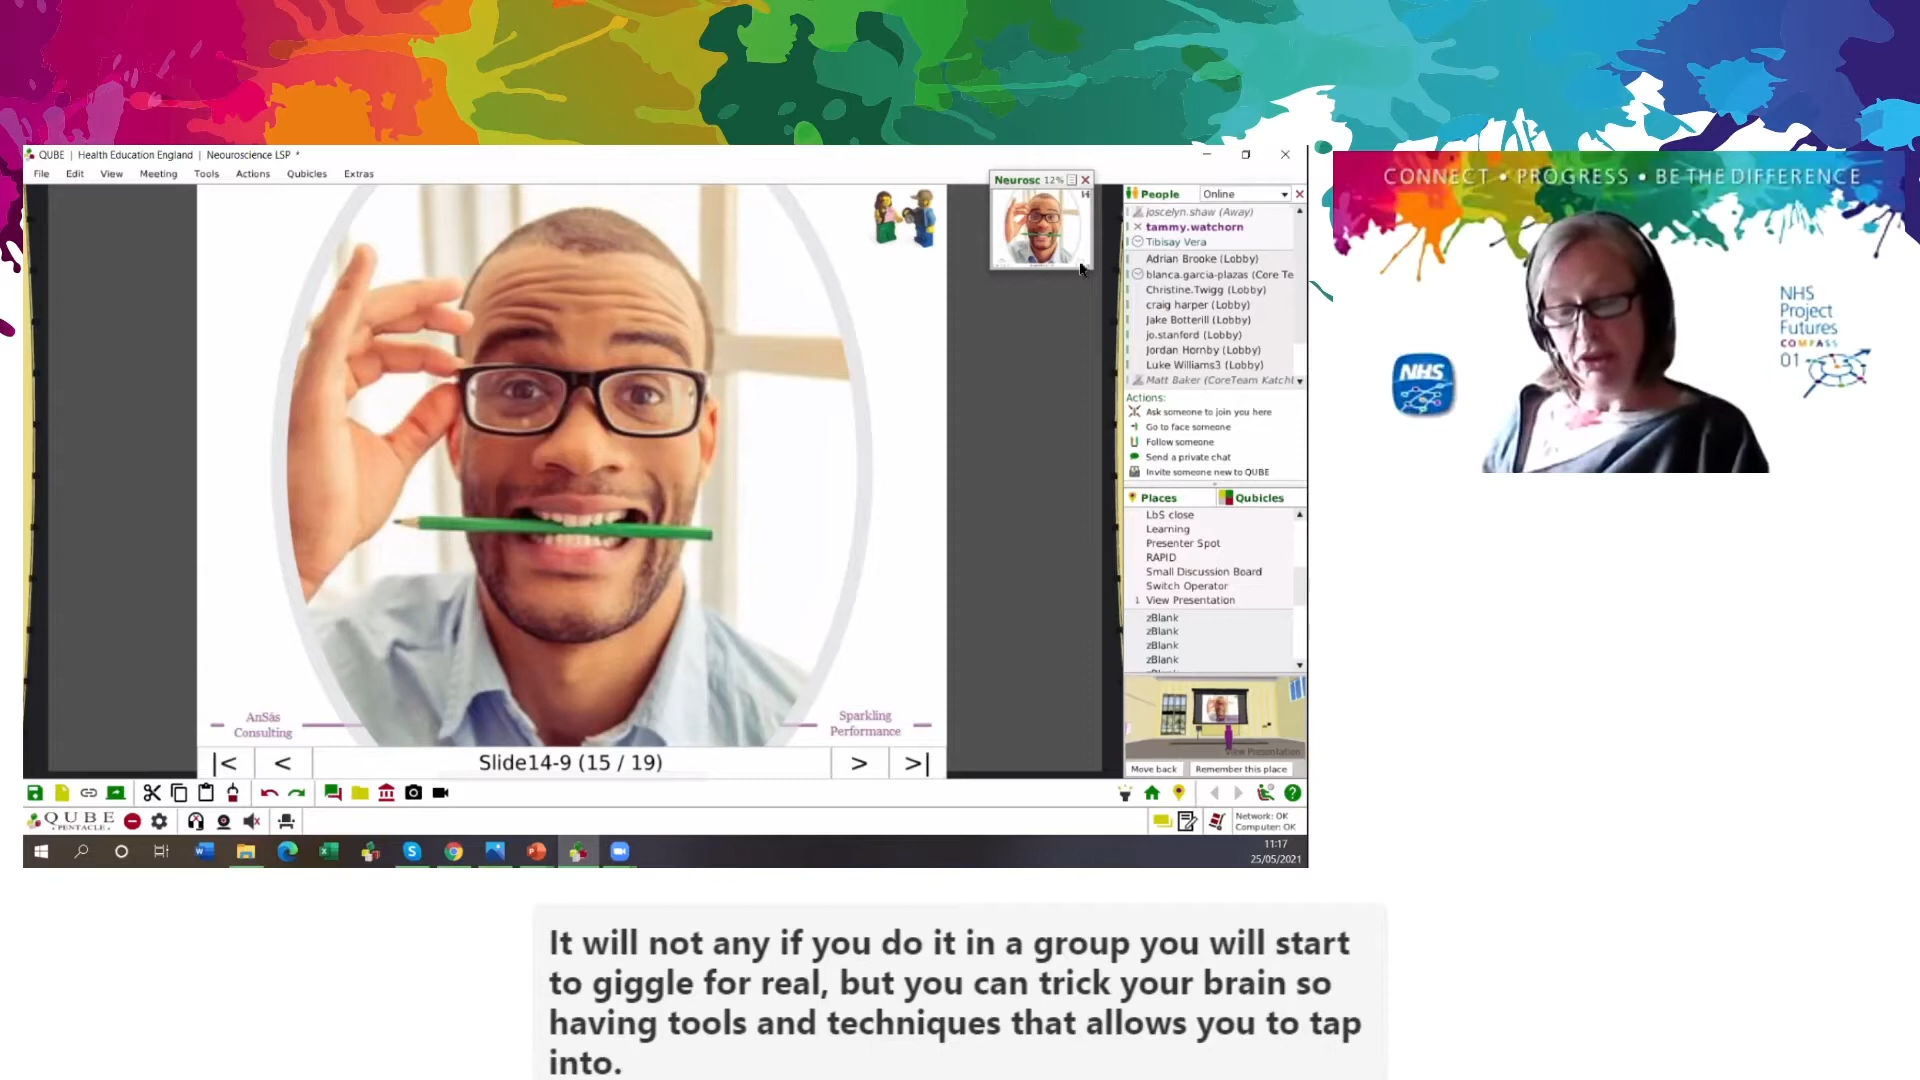 QUBE | Health Education England | Neouroscience LSP *
File Edit View Meeting Tools Actions Qubicles Extras
Neurosc 12%
People Online
joscelyn.shaw (Away)
tammy.watchorn
Tibisay Vera
Adrian Brooke (Lobby)
blanca.garcia-plazas (Core Te
Christine.Twigg (Lobby)
craig harper (Lobby)
Jake Botterill (Lobby)
jo.stanford (Lobby)
Jordan Hornby (Lobby)
Luke Williams3 (Lobby)
Matt Baker (CoreTeam Katchl
Actions:
Ask someone to join you here
Go to face someone
Follow someone
Send a private chat
Invite someone new to QUBE
Places Qubicles
LbS close
Learning
Presenter Spot
RAPID
Small Discussion Board
Switch Operator
1 View Presentation
zBlank
zBlank
zBlank
zBlank
View Presentation
Move back Remember this place
AnSás
Consulting
Sparkling
Performance
|< < Slide14-9 (15 / 19) > >|
QUBE
PENTACLE
Network: OK
Computer: OK
11:17
25/05/2021
CONNECT • PROGRESS • BE THE DIFFERENCE
NHS
NHS
Project
Futures
COMPASS
01
It will not any if you do it in a group you will start
to giggle for real, but you can trick your brain so
having tools and techniques that allows you to tap
into.